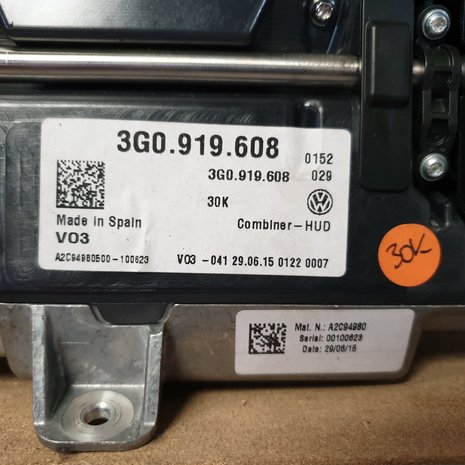 3G0.919.608 0152
3G0.919.608 029
30K
Made in Spain Combiner-HUD
V03
A2C94980500-100623 V03 -041 29.06.15 0122 0007
30K
Mat. N.: A2C94980
Serial: 00100623
Date: 29/06/15